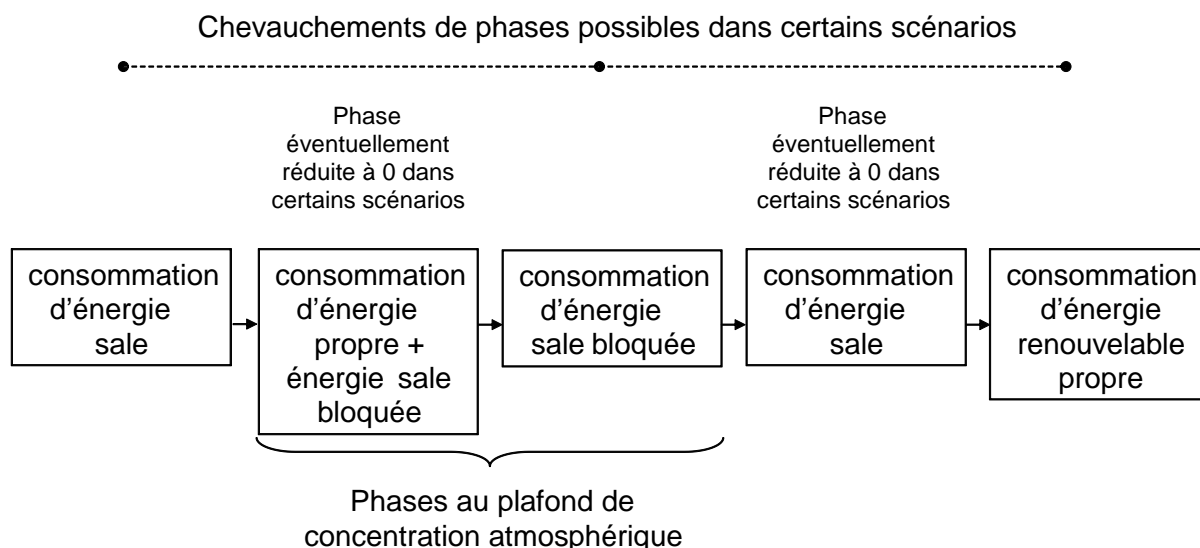 Chevauchements de phases possibles dans certains scénarios
Phase
éventuellement
réduite à 0 dans
certains scénarios
Phase
éventuellement
réduite à 0 dans
certains scénarios
consommation
d'énergie
sale
consommation
d'énergie
propre +
énergie sale
bloquée
consommation
d'énergie
sale bloquée
consommation
d'énergie
sale
consommation
d'énergie
renouvelable
propre
Phases au plafond de
concentration atmosphérique